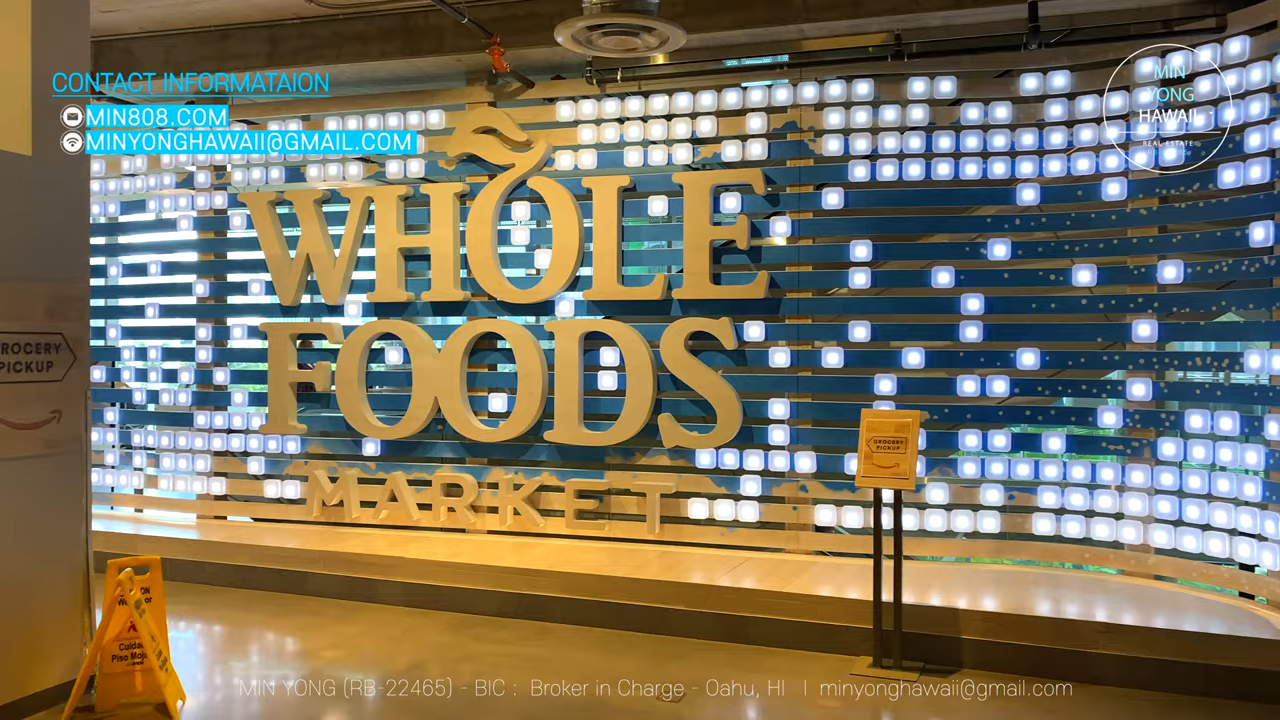 CONTACT INFORMATAION
MIN808.COM
MINYONGHAWAII@GMAIL.COM
MIN
YONG
HAWAII
REAL ESTATE
WHOLE
FOODS
MARKET
GROCERY
PICKUP
GROCERY
PICKUP
Cuidado
Piso Mojado
MIN YONG (RB-22465) - BIC : Broker in Charge - Oahu, HI | minyonghawaii@gmail.com